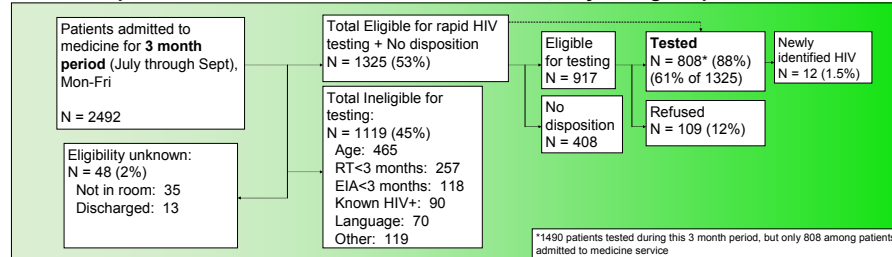 Patients admitted to
medicine for 3 month
period (July through Sept),
Mon-Fri
N = 2492
Eligibility unknown:
N = 48 (2%)
Not in room: 35
Discharged: 13
Total Eligible for rapid HIV
testing + No disposition
N = 1325 (53%)
Total Ineligible for
testing:
N = 1119 (45%)
Age: 465
RT<3 months: 257
EIA<3 months: 118
Known HIV+: 90
Language: 70
Other: 119
Eligible
for testing
N = 917
No
disposition
N = 408
Tested
N = 808* (88%)
(61% of 1325)
Refused
N = 109 (12%)
Newly
identified HIV
N = 12 (1.5%)
*1490 patients tested during this 3 month period, but only 808 among patients
admitted to medicine service